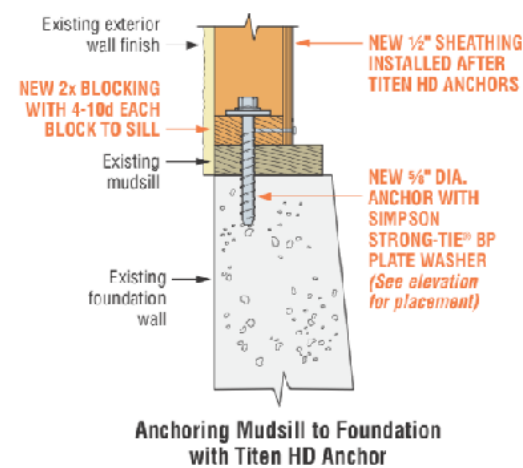 Existing exterior
wall finish
NEW 2x BLOCKING
WITH 4-10d EACH
BLOCK TO SILL
Existing
mudsill
Existing
foundation
wall
NEW ½" SHEATHING
INSTALLED AFTER
TITEN HD ANCHORS
NEW ⅝" DIA.
ANCHOR WITH
SIMPSON
STRONG-TIE® BP
PLATE WASHER
(See elevation
for placement)
Anchoring Mudsill to Foundation
with Titen HD Anchor